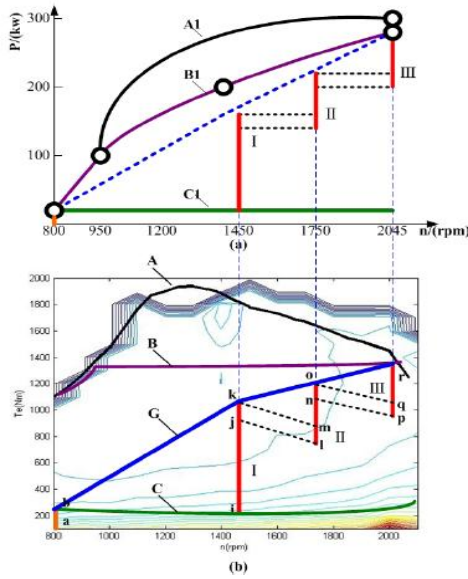 P/(kw)
300
A1
B1
III
200
II
I
100
C1
800 950 1450 1750 2045 n/(rpm)
(a)
2000
A
1800
1600
B
1400
r
o
1200
III
G
k
n
q
Te(Nm)
1000
j
m
p
800
II
l
600
I
400
C
h
i
200
a
800 1000 1200 1400 1600 1800 2000
n(rpm)
(b)